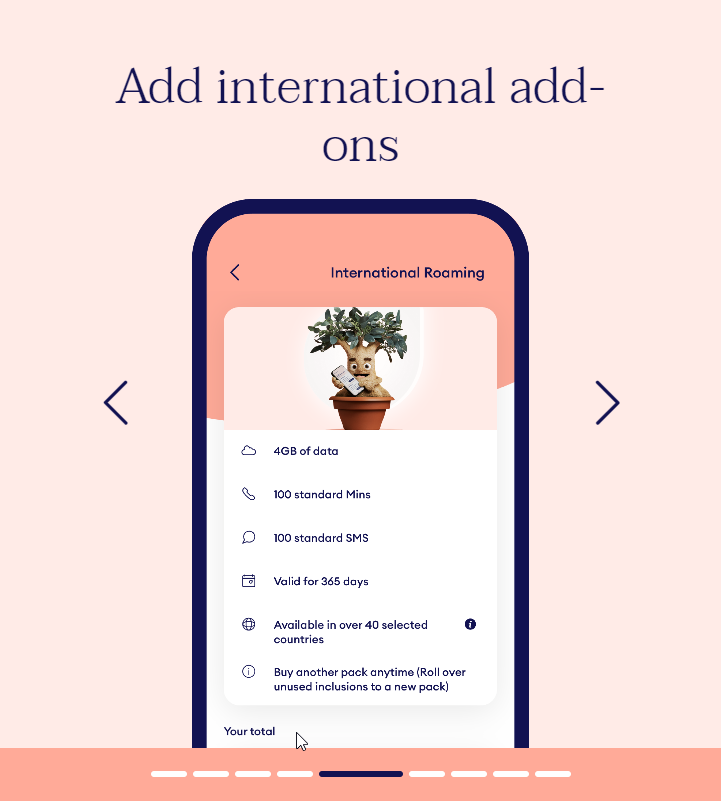 Add international add-
ons
International Roaming
4GB of data
100 standard Mins
100 standard SMS
Valid for 365 days
Available in over 40 selected
countries
Buy another pack anytime (Roll over
unused inclusions to a new pack)
Your total